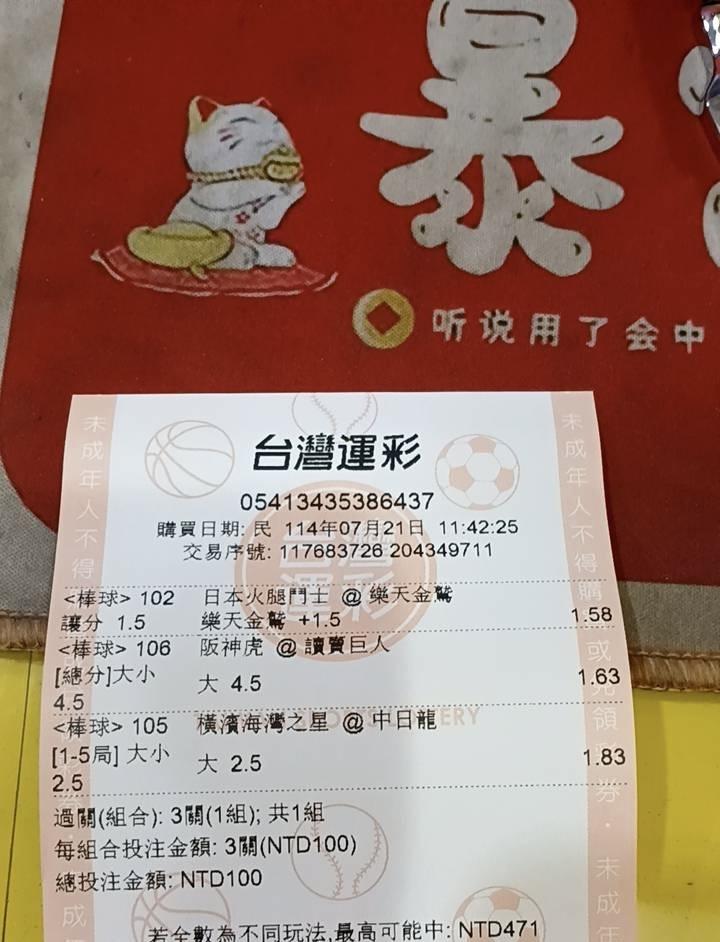 暴
听说用了会中
台灣運彩
05413435386437
購買日期: 民 114年07月21日 11:42:25
交易序號: 117683726 204349711
<棒球> 102 日本火腿鬥士 @ 樂天金鷲
讓分 1.5 樂天金鷲 +1.5 1.58
<棒球> 106 阪神虎 @ 讀賣巨人
[總分]大小 大 4.5 1.63
4.5
<棒球> 105 橫濱海灣之星 @ 中日龍
[1-5局] 大小 大 2.5 1.83
2.5
過關(組合): 3關(1組); 共1組
每組合投注金額: 3關(NTD100)
總投注金額: NTD100
若全數為不同玩法,最高可能中: NTD471
未成年人不得
未成年人不得購
或兌領彩券．未成年